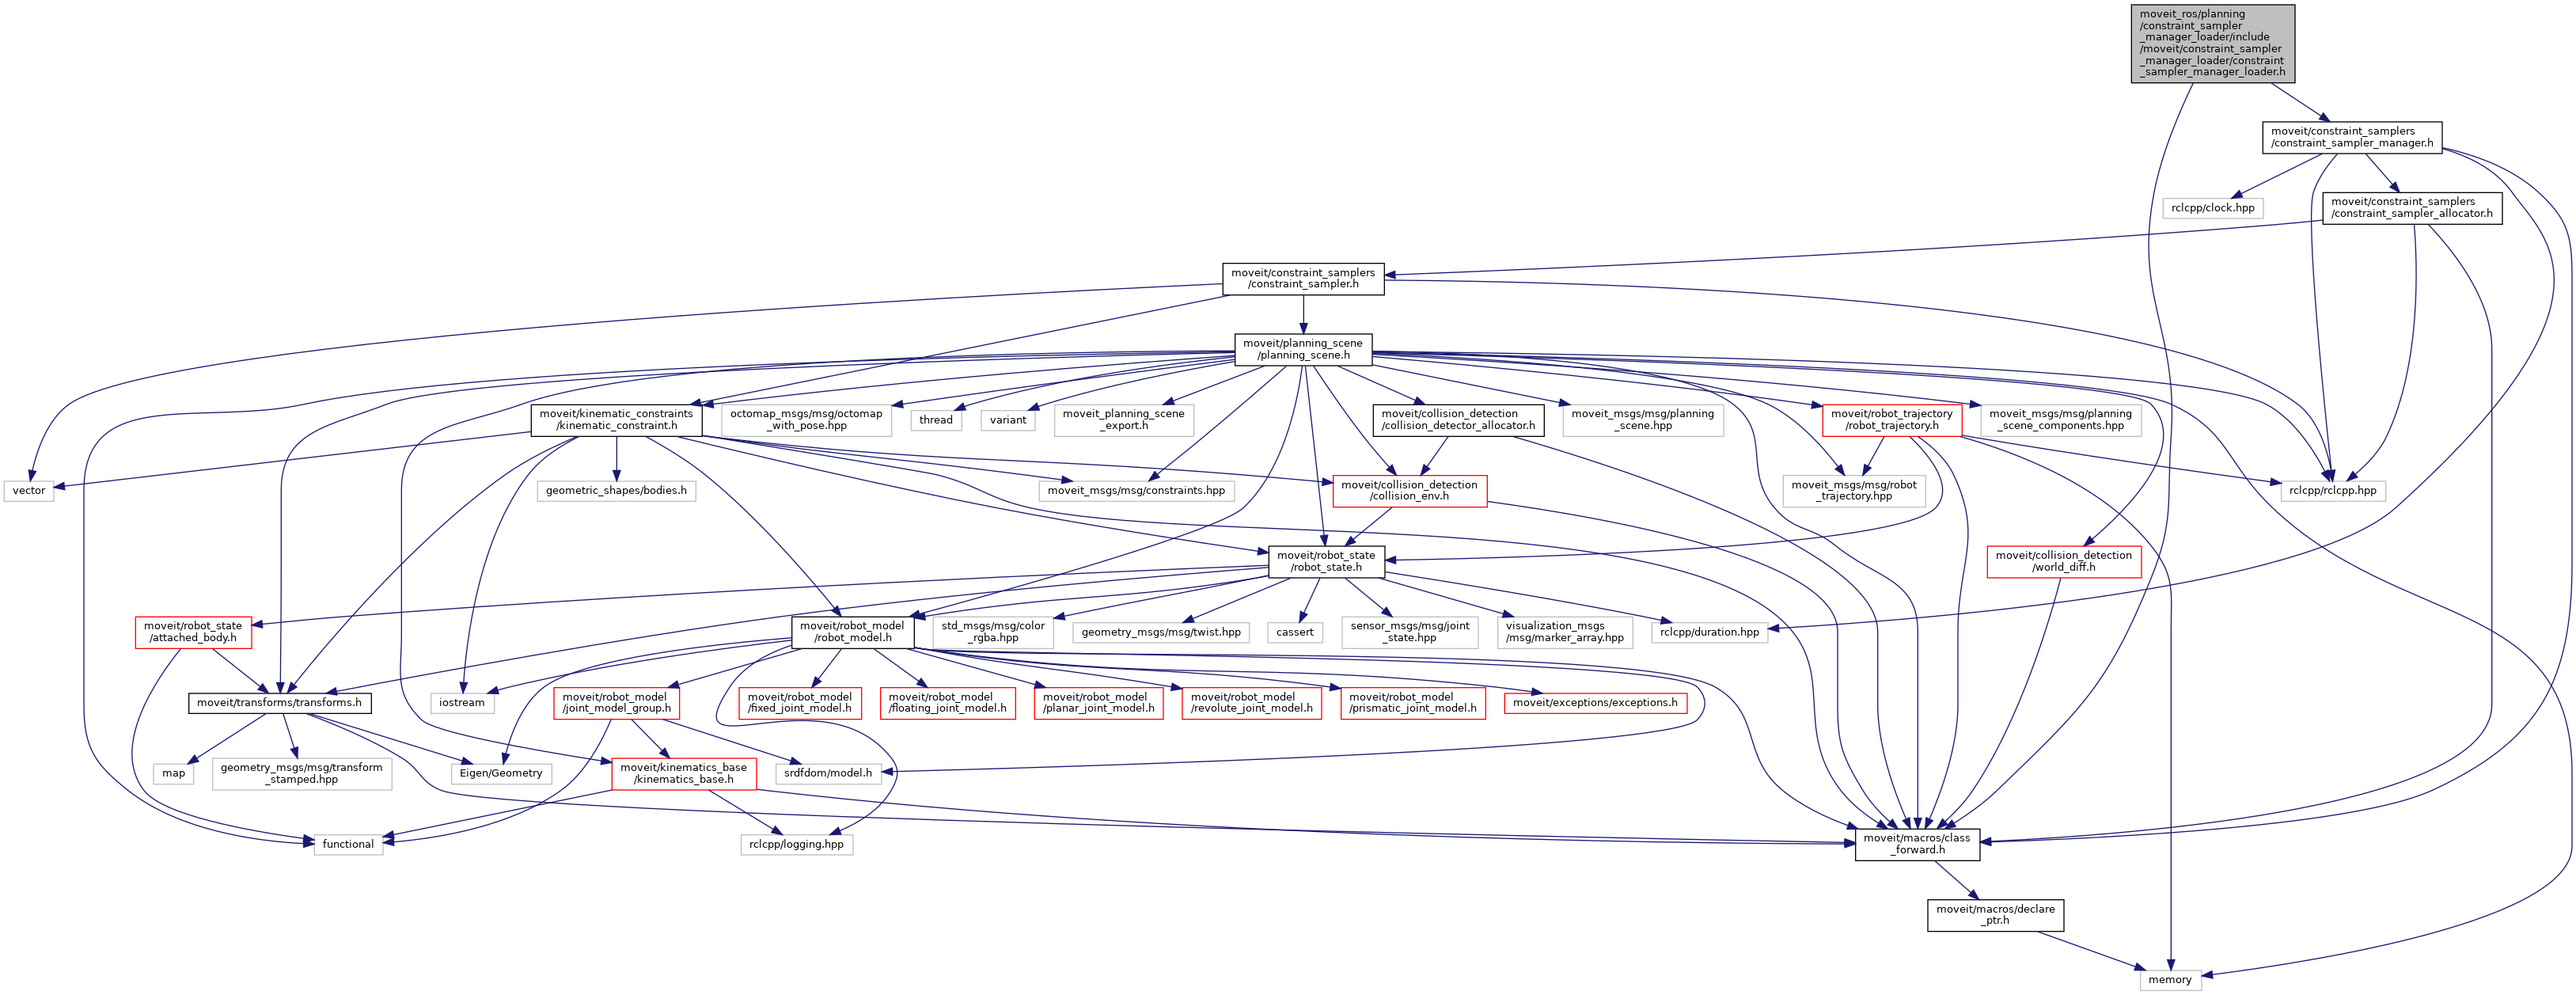 moveit_ros/planning
/constraint_sampler
_manager_loader/include
/moveit/constraint_sampler
_manager_loader/constraint
_sampler_manager_loader.h
moveit/constraint_samplers
/constraint_sampler_manager.h
rclcpp/clock.hpp
moveit/constraint_samplers
/constraint_sampler_allocator.h
moveit/constraint_samplers
/constraint_sampler.h
moveit/planning_scene
/planning_scene.h
moveit/kinematic_constraints
/kinematic_constraint.h
octomap_msgs/msg/octomap
_with_pose.hpp
thread
variant
moveit_planning_scene
_export.h
moveit/collision_detection
/collision_detector_allocator.h
moveit_msgs/msg/planning
_scene.hpp
moveit/robot_trajectory
/robot_trajectory.h
moveit_msgs/msg/planning
_scene_components.hpp
vector
geometric_shapes/bodies.h
moveit_msgs/msg/constraints.hpp
moveit/collision_detection
/collision_env.h
moveit_msgs/msg/robot
_trajectory.hpp
rclcpp/rclcpp.hpp
moveit/robot_state
/robot_state.h
moveit/collision_detection
/world_diff.h
moveit/robot_state
/attached_body.h
moveit/robot_model
/robot_model.h
std_msgs/msg/color
_rgba.hpp
geometry_msgs/msg/twist.hpp
cassert
sensor_msgs/msg/joint
_state.hpp
visualization_msgs
/msg/marker_array.hpp
rclcpp/duration.hpp
moveit/transforms/transforms.h
iostream
moveit/robot_model
/joint_model_group.h
moveit/robot_model
/fixed_joint_model.h
moveit/robot_model
/floating_joint_model.h
moveit/robot_model
/planar_joint_model.h
moveit/robot_model
/revolute_joint_model.h
moveit/robot_model
/prismatic_joint_model.h
moveit/exceptions/exceptions.h
map
geometry_msgs/msg/transform
_stamped.hpp
Eigen/Geometry
moveit/kinematics_base
/kinematics_base.h
srdfdom/model.h
functional
rclcpp/logging.hpp
moveit/macros/class
_forward.h
moveit/macros/declare
_ptr.h
memory